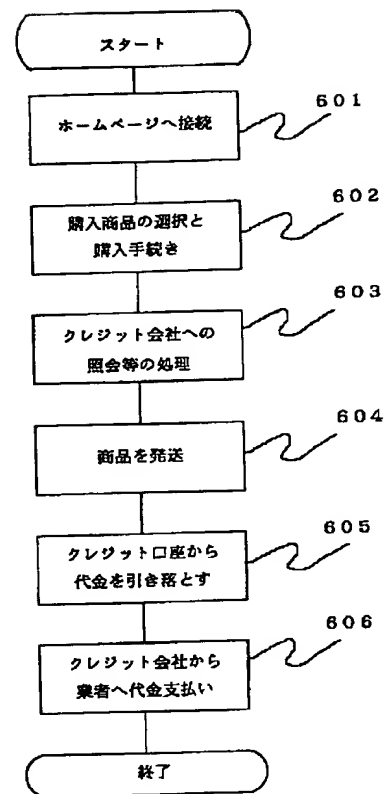 スタート
ホームページへ接続
601
購入商品の選択と
購入手続き
602
クレジット会社への
照会等の処理
603
商品を発送
604
クレジット口座から
代金を引き落とす
605
クレジット会社から
業者へ代金支払い
606
終了